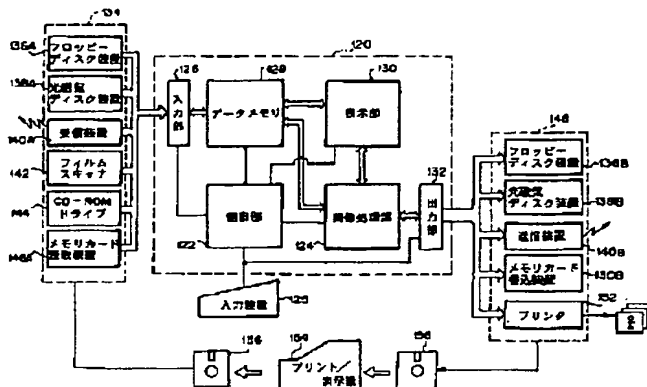 134
136A
フロッピー
ディスク装置
138A
光磁気
ディスク装置
140A
受信装置
142
フィルム
スキャナ
144
CD-ROM
ドライブ
146A
メモリカード
読取装置
120
126
入力部
128
データメモリ
130
表示部
122
制御部
124
画像処理部
132
出力部
入力装置
125
148
フロッピー
ディスク装置
136B
光磁気
ディスク装置
138B
送信装置
140B
メモリカード
書込装置
150B
プリンタ
152
156
154
プリント/
156